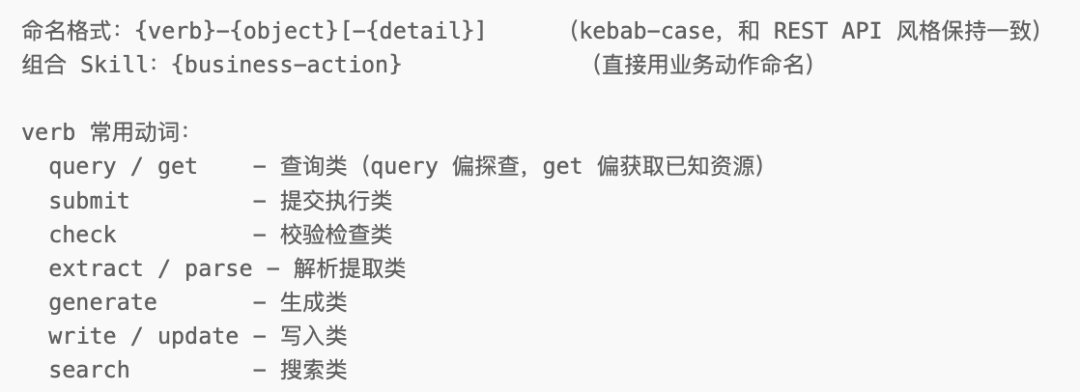 命名格式：{verb}-{object}[-{detail}]      （kebab-case，和 REST API 风格保持一致）
组合 Skill：{business-action}              （直接用业务动作命名）
verb 常用动词：
  query / get    – 查询类（query 偏探查，get 偏获取已知资源）
  submit         – 提交执行类
  check          – 校验检查类
  extract / parse – 解析提取类
  generate       – 生成类
  write / update – 写入类
  search         – 搜索类